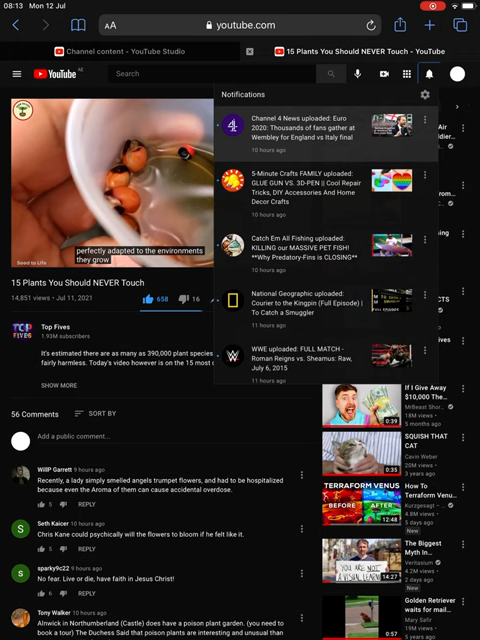 08:13 Mon 12 Jul
AA
youtube.com
Channel content - YouTube Studio
15 Plants You Should NEVER Touch - YouTube
YouTube AE
Search
Notifications
Channel 4 News uploaded: Euro
2020: Thousands of fans gather at
Wembley for England vs Italy final
10 hours ago
5-Minute Crafts FAMILY uploaded:
GLUE GUN VS. 3D-PEN || Cool Repair
Tricks, DIY Accessories And Home
Decor Crafts
10 hours ago
Catch Em All Fishing uploaded:
KILLING our MASSIVE PET FISH!
**Why Predatory-Fins is CLOSING**
10 hours ago
National Geographic uploaded:
Courier to the Kingpin (Full Episode) |
To Catch a Smuggler
11 hours ago
WWE uploaded: FULL MATCH -
Roman Reigns vs. Sheamus: Raw,
July 6, 2015
11 hours ago
perfectly adapted to the environments
they grow
Seed to Life
15 Plants You Should NEVER Touch
14,851 views • Jul 11, 2021
658
16
TOP
FIVES
Top Fives
1.93M subscribers
It's estimated there are as many as 390,000 plant species
fairly harmless. Today's video however is on the 15 most
SHOW MORE
56 Comments
SORT BY
Add a public comment...
WillP Garrett 9 hours ago
Recently, a lady simply smelled angels trumpet flowers, and had to be hospitalized
because even the Aroma of them can cause accidental overdose.
5
REPLY
S
Seth Kaicer 10 hours ago
Chris Kane could psychically will the flowers to bloom if he felt like it.
5
REPLY
S
sparky9c22 9 hours ago
No fear. Live or die, have faith in Jesus Christ!
6
REPLY
Tony Walker 10 hours ago
Alnwick in Northumberland (Castle) does have a poison plant garden. (you need to
book a tour) The Duchess Said that poison plants are interesting and unusual than
If I Give Away
$10,000 The...
MrBeast Shor...
18M views •
5 months ago
0:39
SQUISH THAT
CAT
Cavin Weber
20M views •
3 years ago
0:35
TERRAFORM VENUS
BEFORE
AFTER
12:48
How To
Terraform Venu...
Kurzgesagt -
4.8M views •
5 days ago
New
The Biggest
Myth In...
Veritasium
4.2M views •
2 days ago
New
YOU ARE NOT
A VISUAL LEARNER
14:27
Golden Retriever
waits for mail...
Mary Safir
19M views •
5 years ago
0:57